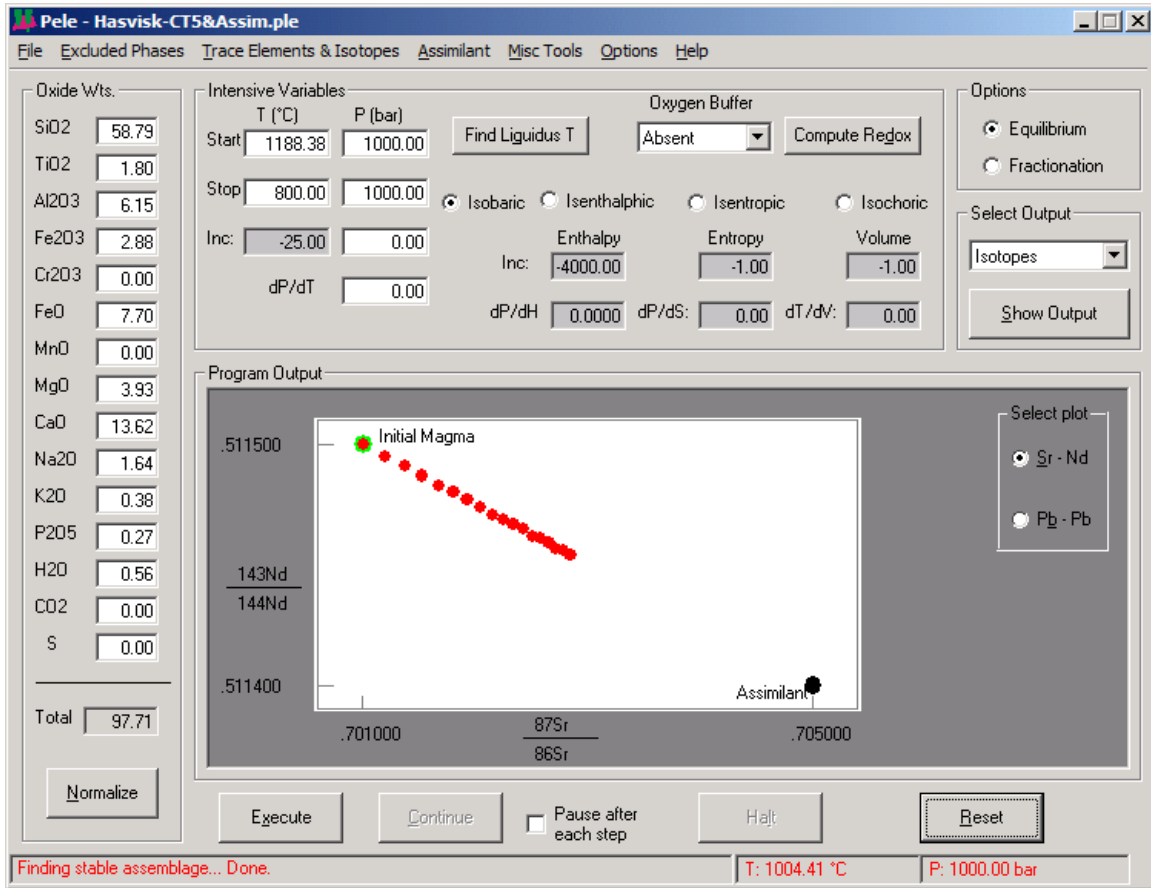 Pele - Hasvisk-CT5&Assim.ple
File Excluded Phases Trace Elements & Isotopes Assimilant Misc Tools Options Help
Oxide Wts.
SiO2 58.79
TiO2 1.80
Al2O3 6.15
Fe2O3 2.88
Cr2O3 0.00
FeO 7.70
MnO 0.00
MgO 3.93
CaO 13.62
Na2O 1.64
K2O 0.38
P2O5 0.27
H2O 0.56
CO2 0.00
S 0.00
Total 97.71
Normalize
Intensive Variables
T (°C) P (bar)
Start 1188.38 1000.00
Stop 800.00 1000.00
Inc: -25.00 0.00
dP/dT 0.00
Find Liquidus T
Oxygen Buffer
Absent
Compute Redox
Isobaric Isenthalphic Isentropic Isochoric
Enthalpy Entropy Volume
Inc: -4000.00 -1.00 -1.00
dP/dH 0.0000 dP/dS: 0.00 dT/dV: 0.00
Options
Equilibrium
Fractionation
Select Output
Isotopes
Show Output
Program Output
.511500
Initial Magma
143Nd
144Nd
.511400
Assimilant
.701000
87Sr
86Sr
.705000
Select plot
Sr - Nd
Pb - Pb
Execute
Continue
Pause after
each step
Halt
Reset
Finding stable assemblage... Done.
T: 1004.41 °C
P: 1000.00 bar